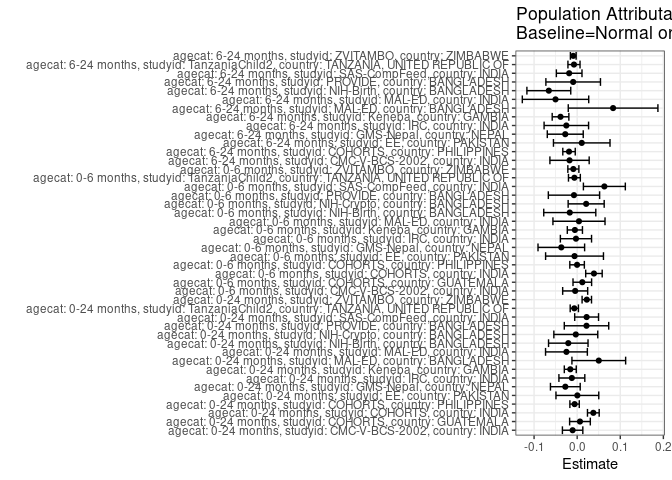 Population Attributa
Baseline=Normal or
agecat: 6-24 months, studyid: ZVITAMBO, country: ZIMBABWE
agecat: 6-24 months, studyid: TanzaniaChild2, country: TANZANIA, UNITED REPUBLIC OF
agecat: 6-24 months, studyid: SAS-CompFeed, country: INDIA
agecat: 6-24 months, studyid: PROVIDE, country: BANGLADESH
agecat: 6-24 months, studyid: NIH-Birth, country: BANGLADESH
agecat: 6-24 months, studyid: MAL-ED, country: INDIA
agecat: 6-24 months, studyid: MAL-ED, country: BANGLADESH
agecat: 6-24 months, studyid: Keneba, country: GAMBIA
agecat: 6-24 months, studyid: IRC, country: INDIA
agecat: 6-24 months, studyid: GMS-Nepal, country: NEPAL
agecat: 6-24 months, studyid: EE, country: PAKISTAN
agecat: 6-24 months, studyid: COHORTS, country: PHILIPPINES
agecat: 6-24 months, studyid: CMC-V-BCS-2002, country: INDIA
agecat: 0-6 months, studyid: ZVITAMBO, country: ZIMBABWE
agecat: 0-6 months, studyid: TanzaniaChild2, country: TANZANIA, UNITED REPUBLIC OF
agecat: 0-6 months, studyid: SAS-CompFeed, country: INDIA
agecat: 0-6 months, studyid: PROVIDE, country: BANGLADESH
agecat: 0-6 months, studyid: NIH-Crypto, country: BANGLADESH
agecat: 0-6 months, studyid: NIH-Birth, country: BANGLADESH
agecat: 0-6 months, studyid: MAL-ED, country: INDIA
agecat: 0-6 months, studyid: Keneba, country: GAMBIA
agecat: 0-6 months, studyid: IRC, country: INDIA
agecat: 0-6 months, studyid: GMS-Nepal, country: NEPAL
agecat: 0-6 months, studyid: EE, country: PAKISTAN
agecat: 0-6 months, studyid: COHORTS, country: PHILIPPINES
agecat: 0-6 months, studyid: COHORTS, country: INDIA
agecat: 0-6 months, studyid: COHORTS, country: GUATEMALA
agecat: 0-6 months, studyid: CMC-V-BCS-2002, country: INDIA
agecat: 0-24 months, studyid: ZVITAMBO, country: ZIMBABWE
agecat: 0-24 months, studyid: TanzaniaChild2, country: TANZANIA, UNITED REPUBLIC OF
agecat: 0-24 months, studyid: SAS-CompFeed, country: INDIA
agecat: 0-24 months, studyid: PROVIDE, country: BANGLADESH
agecat: 0-24 months, studyid: NIH-Crypto, country: BANGLADESH
agecat: 0-24 months, studyid: NIH-Birth, country: BANGLADESH
agecat: 0-24 months, studyid: MAL-ED, country: INDIA
agecat: 0-24 months, studyid: MAL-ED, country: BANGLADESH
agecat: 0-24 months, studyid: Keneba, country: GAMBIA
agecat: 0-24 months, studyid: IRC, country: INDIA
agecat: 0-24 months, studyid: GMS-Nepal, country: NEPAL
agecat: 0-24 months, studyid: EE, country: PAKISTAN
agecat: 0-24 months, studyid: COHORTS, country: PHILIPPINES
agecat: 0-24 months, studyid: COHORTS, country: INDIA
agecat: 0-24 months, studyid: COHORTS, country: GUATEMALA
agecat: 0-24 months, studyid: CMC-V-BCS-2002, country: INDIA
-0.1 0.0 0.1 0.2
Estimate